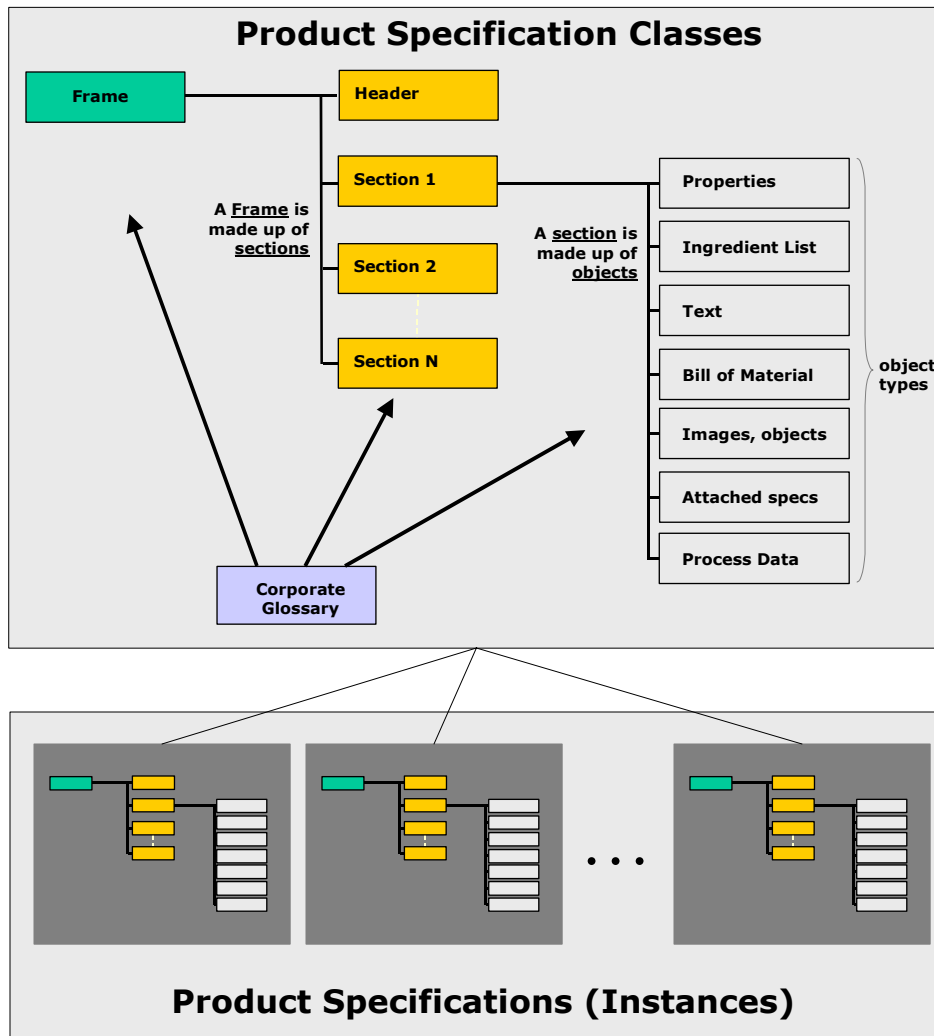 Product Specification Classes
Frame
Header
Section 1
A Frame is
made up of
sections
Section 2
Section N
A section is
made up of
objects
Properties
Ingredient List
Text
Bill of Material
Images, objects
Attached specs
Process Data
object
types
Corporate
Glossary
• • •
Product Specifications (Instances)